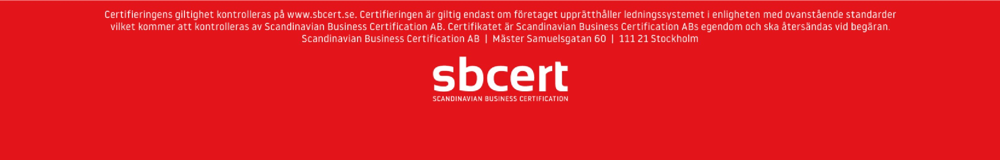 Certifieringens giltighet kontrolleras på www.sbcert.se. Certifieringen är giltig endast om företaget upprätthåller ledningssystemet i enligheten med ovanstående standarder
vilket kommer att kontrolleras av Scandinavian Business Certification AB. Certifikatet är Scandinavian Business Certification ABs egendom och ska återsändas vid begäran.
Scandinavian Business Certification AB | Mäster Samuelsgatan 60 | 111 21 Stockholm
sbcert
SCANDINAVIAN BUSINESS CERTIFICATION